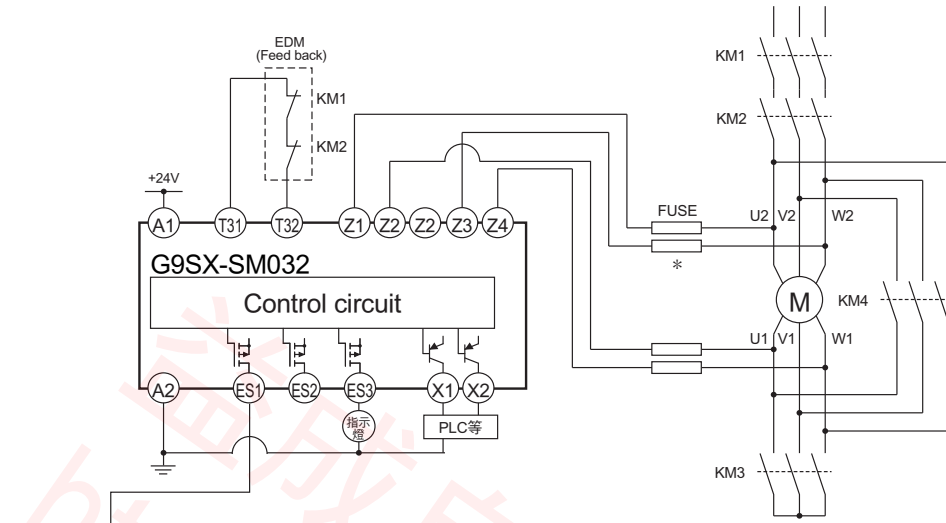 EDM
(Feed back)
KM1
KM2
+24V
A1
T31
T32
Z1
Z2
Z2
Z3
Z4
G9SX-SM032
Control circuit
A2
ES1
ES2
ES3
X1
X2
指示
燈
PLC等
KM1
KM2
FUSE
*
U2
V2
W2
M
KM4
U1
V1
W1
KM3